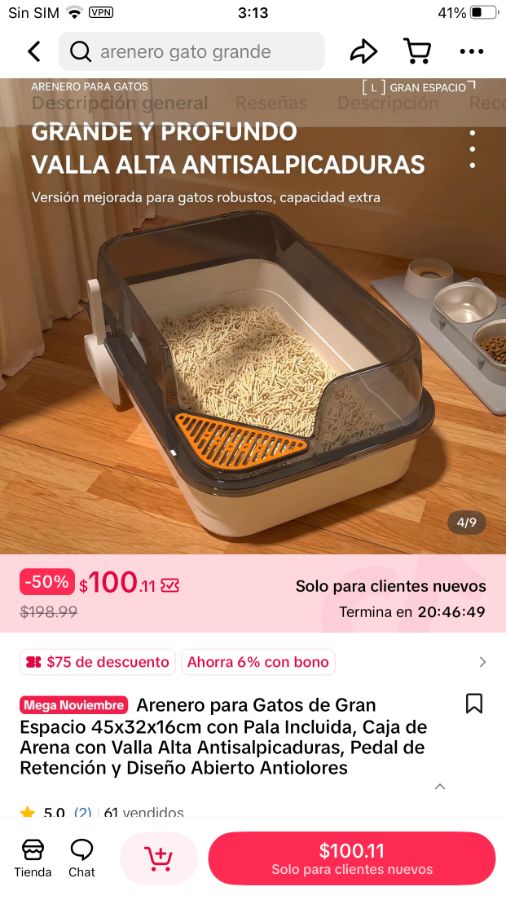 Sin SIM VPN 3:13 41%
arenero gato grande
ARENERO PARA GATOS [ L ] GRAN ESPACIO
Descripción general Reseñas Descripción Reco
GRANDE Y PROFUNDO
VALLA ALTA ANTISALPICADURAS
Versión mejorada para gatos robustos, capacidad extra
4/9
-50% $100.11 Solo para clientes nuevos
$198.99 Termina en 20:46:49
$75 de descuento Ahorra 6% con bono
Mega Noviembre Arenero para Gatos de Gran
Espacio 45x32x16cm con Pala Incluida, Caja de
Arena con Valla Alta Antisalpicaduras, Pedal de
Retención y Diseño Abierto Antiolores
5.0 (2) 61 vendidos
$100.11
Tienda Chat Solo para clientes nuevos